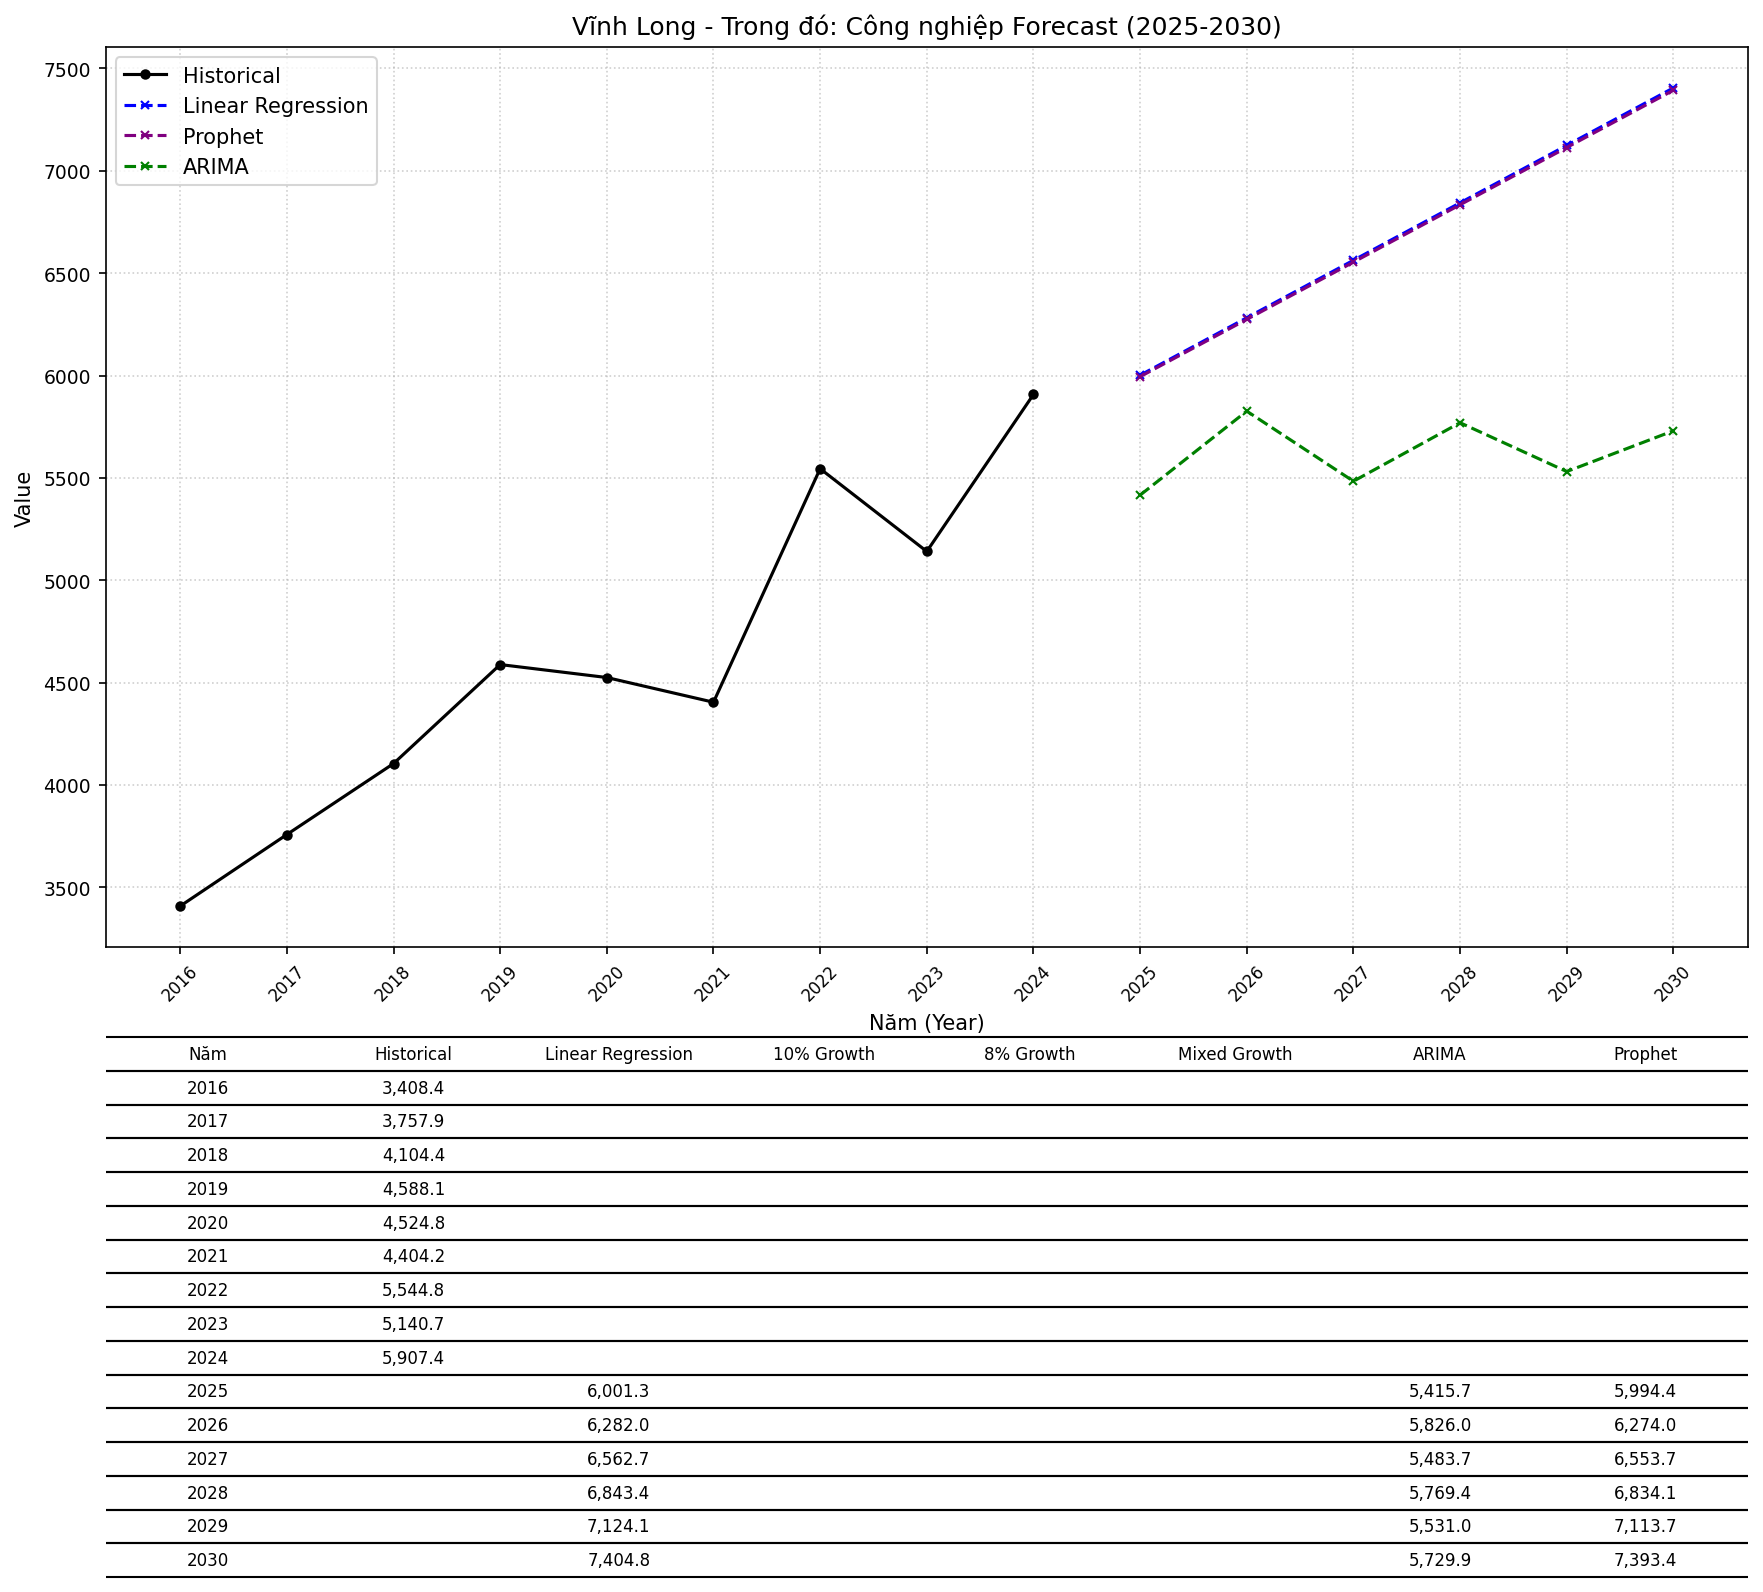 Vĩnh Long - Trong đó: Công nghiệp Forecast (2025-2030)
Historical
Linear Regression
Prophet
ARIMA
7500
7000
6500
6000
5500
5000
4500
4000
3500
Value
2016 2017 2018 2019 2020 2021 2022 2023 2024 2025 2026 2027 2028 2029 2030
Năm (Year)
Năm Historical Linear Regression 10% Growth 8% Growth Mixed Growth ARIMA Prophet
2016 3,408.4
2017 3,757.9
2018 4,104.4
2019 4,588.1
2020 4,524.8
2021 4,404.2
2022 5,544.8
2023 5,140.7
2024 5,907.4
2025 6,001.3 5,415.7 5,994.4
2026 6,282.0 5,826.0 6,274.0
2027 6,562.7 5,483.7 6,553.7
2028 6,843.4 5,769.4 6,834.1
2029 7,124.1 5,531.0 7,113.7
2030 7,404.8 5,729.9 7,393.4